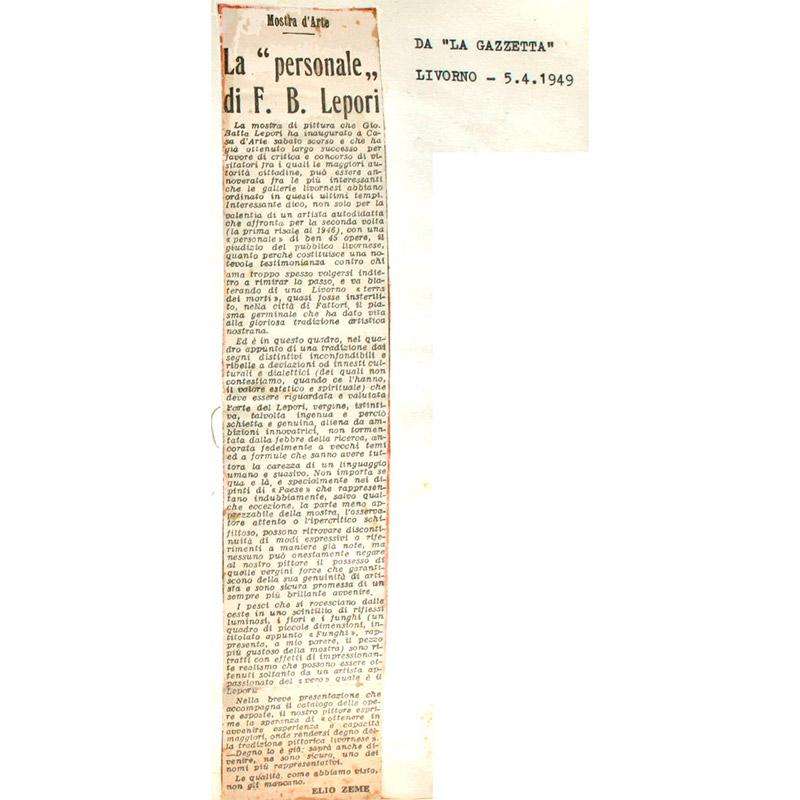 Mostra d'Arte
La “ personale „
di F. B. Lepori
La mostra di pittura che Gio.
Batta Lepori ha inaugurato a Ca-
sa d'Arte sabato scorso e che ha
già ottenuto largo successo per
favore di critica e concorso di vi-
sitatori fra i quali le maggiori au-
torità cittadine, può essere an-
noverata fra le più interessanti
che le gallerie livornesi abbiano
ordinato in questi ultimi tempi.
Interessante dico, non solo per la
valentia di un artista autodidatta
che affronta per la seconda volta
(la prima risale al 1946), con una
« personale » di ben 45 opere, il
giudizio del pubblico livornese,
quanto perchè costituisce una no-
tevole testimonianza contro chi
ama troppo spesso volgersi indie-
tro a rimirar lo passo, e va bla-
terando di una Livorno « terra
dei morti », quasi fosse insterili-
to, nella città di Fattori, il pla-
sma germinale che ha dato vita
alla gloriosa tradizione artistica
nostrana.
Ed è in questo quadro, nel qua-
dro appunto di una tradizione dai
segni distintivi inconfondibili e
ribelle a deviazioni od innesti cul-
turali e dialettici (dei quali non
contestiamo, quando ce l'hanno,
il valore estetico e spirituale) che
deve essere riguardata e valutata
l'arte del Lepori, vergine, istinti-
va, talvolta ingenua e perciò
schietta e genuina, aliena da am-
bizioni innovatrici, non tormen-
tata dalla febbre della ricerca, an-
corata fedelmente a vecchi temi
ed a formule che sanno avere tut-
tora la carezza di un linguaggio
umano e suasivo. Non importa se
qua e là, e specialmente nei di-
pinti di « Paese » che rappresen-
tano indubbiamente, salvo qual-
che eccezione, la parte meno ap-
prezzabile della mostra, l'osserva-
tore attento o l'ipercritico schi-
filtoso, possono ritrovare disconti-
nuità di modi espressivi o rife-
rimenti a maniere già note, ma
nessuno può onestamente negare
al nostro pittore il possesso di
quelle vergini forze che garanti-
scono della sua genuinità di arti-
sta e sono sicura promessa di un
sempre più brillante avvenire.
I pesci che si rovesciano dalle
ceste in uno scintillio di riflessi
luminosi, i fiori e i funghi (un
quadro di piccole dimensioni, in-
titolato appunto « Funghi », rap-
presenta, a mio parere, il pezzo
più gustoso della mostra) sono ri-
tratti con effetti di impressionan-
te realismo che possono essere ot-
tenuti soltanto da un artista ap-
passionato del « vero » quale è il
Lepori.
Nella breve presentazione che
accompagna il catalogo delle ope-
re esposte, il nostro pittore espri-
me la speranza di « ottenere in
avvenire esperienza e capacità
maggiori, onde rendersi degno del-
la tradizione pittorica livornese ».
—Degno lo è già; saprà anche di-
venire, ne sono sicuro, uno dei
nomi più rappresentativi.
Le qualità, come abbiamo visto,
non gli mancano.
ELIO ZEME
DA "LA GAZZETTA"
LIVORNO - 5.4.1949